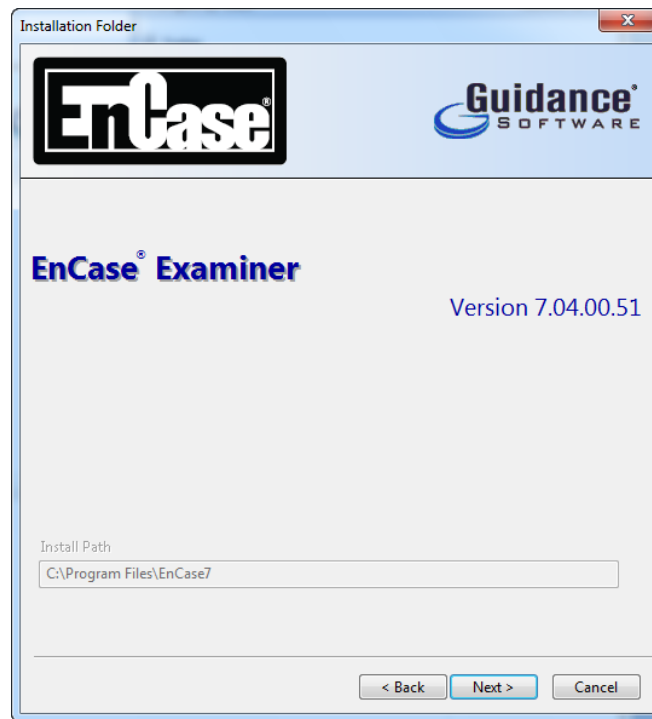 Installation Folder
EnCase®
Guidance®
SOFTWARE
EnCase® Examiner
Version 7.04.00.51
Install Path
C:\Program Files\EnCase7
< Back
Next >
Cancel